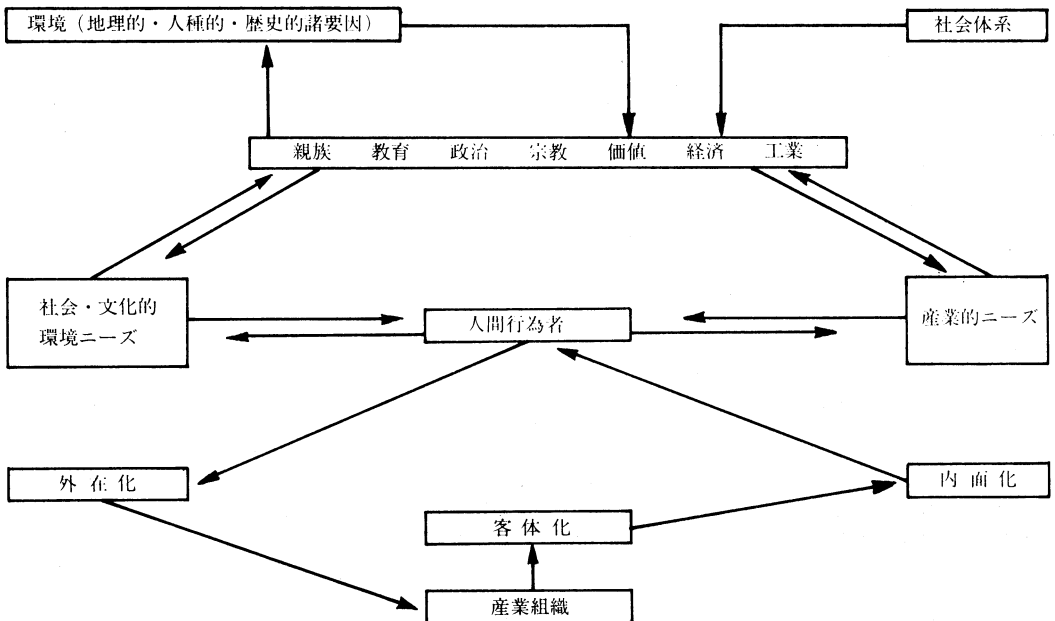 環境（地理的・人種的・歴史的諸要因）
社会体系
親族 教育 政治 宗教 価値 経済 工業
社会・文化的
環境ニーズ
人間行為者
産業的ニーズ
外在化
内面化
客体化
産業組織